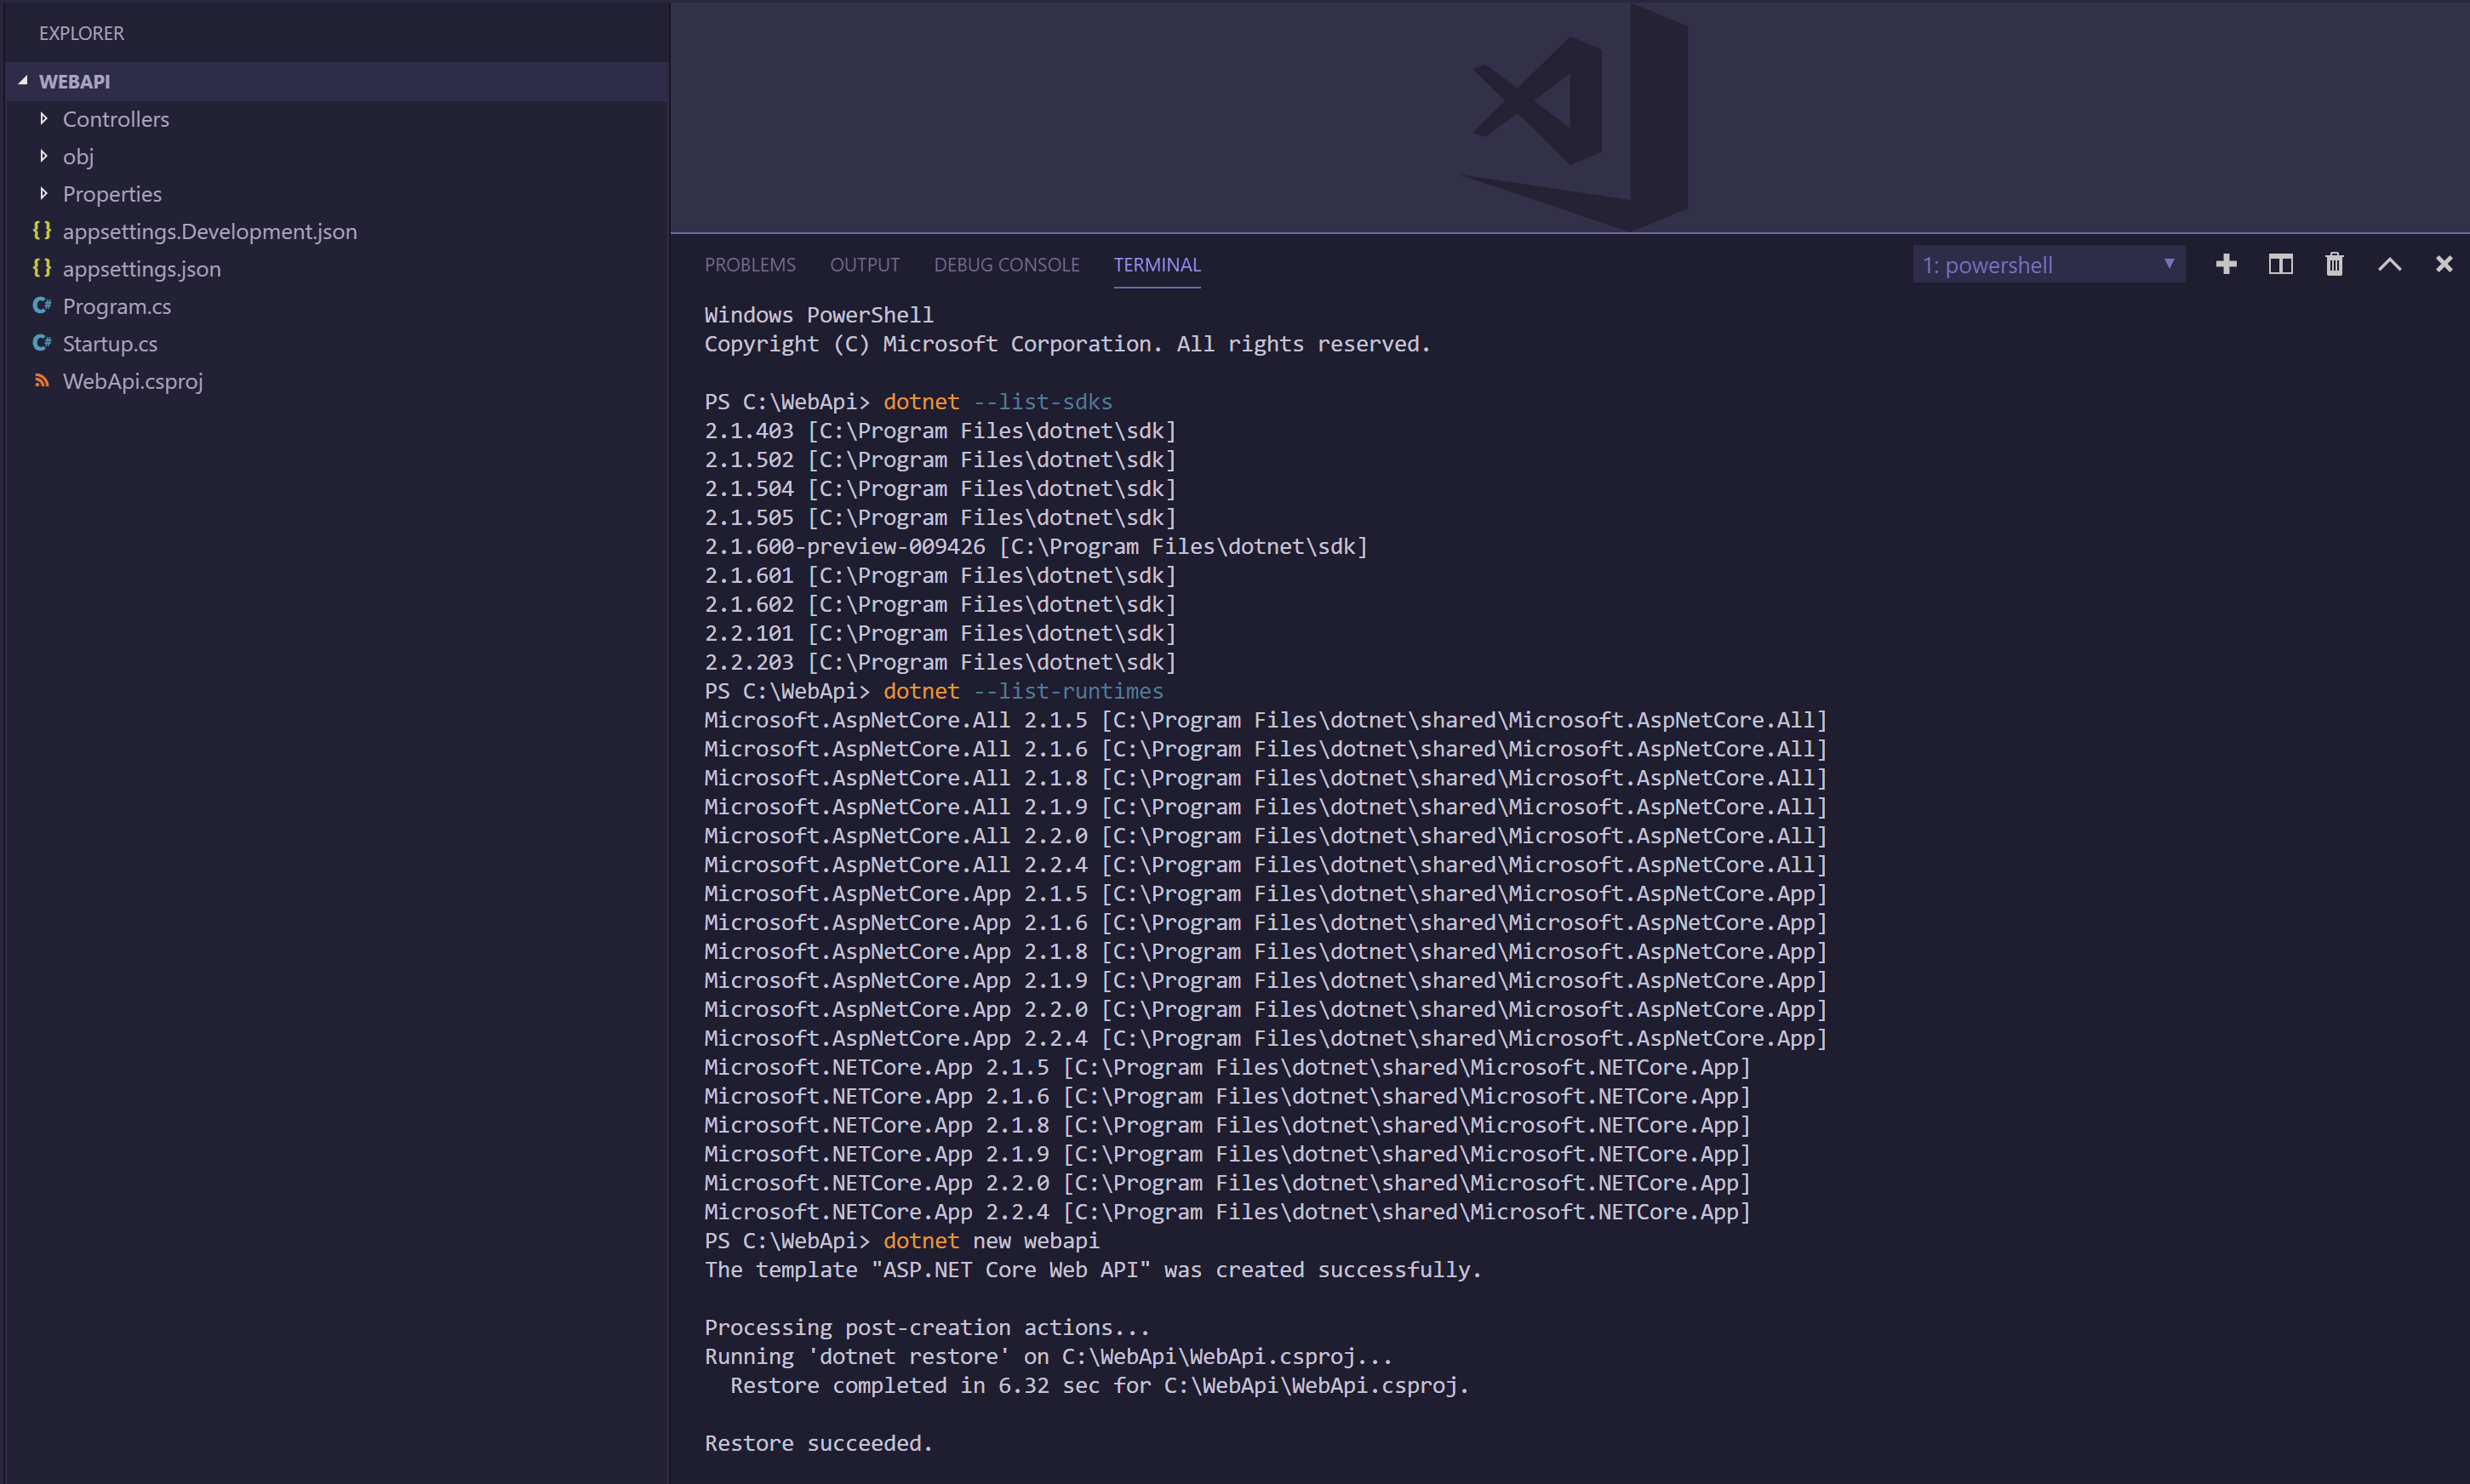 EXPLORER
WEBAPI
Controllers
obj
Properties
appsettings.Development.json
appsettings.json
Program.cs
Startup.cs
WebApi.csproj
PROBLEMS OUTPUT DEBUG CONSOLE TERMINAL 1: powershell
Windows PowerShell
Copyright (C) Microsoft Corporation. All rights reserved.
PS C:\WebApi> dotnet --list-sdks
2.1.403 [C:\Program Files\dotnet\sdk]
2.1.502 [C:\Program Files\dotnet\sdk]
2.1.504 [C:\Program Files\dotnet\sdk]
2.1.505 [C:\Program Files\dotnet\sdk]
2.1.600-preview-009426 [C:\Program Files\dotnet\sdk]
2.1.601 [C:\Program Files\dotnet\sdk]
2.1.602 [C:\Program Files\dotnet\sdk]
2.2.101 [C:\Program Files\dotnet\sdk]
2.2.203 [C:\Program Files\dotnet\sdk]
PS C:\WebApi> dotnet --list-runtimes
Microsoft.AspNetCore.All 2.1.5 [C:\Program Files\dotnet\shared\Microsoft.AspNetCore.All]
Microsoft.AspNetCore.All 2.1.6 [C:\Program Files\dotnet\shared\Microsoft.AspNetCore.All]
Microsoft.AspNetCore.All 2.1.8 [C:\Program Files\dotnet\shared\Microsoft.AspNetCore.All]
Microsoft.AspNetCore.All 2.1.9 [C:\Program Files\dotnet\shared\Microsoft.AspNetCore.All]
Microsoft.AspNetCore.All 2.2.0 [C:\Program Files\dotnet\shared\Microsoft.AspNetCore.All]
Microsoft.AspNetCore.All 2.2.4 [C:\Program Files\dotnet\shared\Microsoft.AspNetCore.All]
Microsoft.AspNetCore.App 2.1.5 [C:\Program Files\dotnet\shared\Microsoft.AspNetCore.App]
Microsoft.AspNetCore.App 2.1.6 [C:\Program Files\dotnet\shared\Microsoft.AspNetCore.App]
Microsoft.AspNetCore.App 2.1.8 [C:\Program Files\dotnet\shared\Microsoft.AspNetCore.App]
Microsoft.AspNetCore.App 2.1.9 [C:\Program Files\dotnet\shared\Microsoft.AspNetCore.App]
Microsoft.AspNetCore.App 2.2.0 [C:\Program Files\dotnet\shared\Microsoft.AspNetCore.App]
Microsoft.AspNetCore.App 2.2.4 [C:\Program Files\dotnet\shared\Microsoft.AspNetCore.App]
Microsoft.NETCore.App 2.1.5 [C:\Program Files\dotnet\shared\Microsoft.NETCore.App]
Microsoft.NETCore.App 2.1.6 [C:\Program Files\dotnet\shared\Microsoft.NETCore.App]
Microsoft.NETCore.App 2.1.8 [C:\Program Files\dotnet\shared\Microsoft.NETCore.App]
Microsoft.NETCore.App 2.1.9 [C:\Program Files\dotnet\shared\Microsoft.NETCore.App]
Microsoft.NETCore.App 2.2.0 [C:\Program Files\dotnet\shared\Microsoft.NETCore.App]
Microsoft.NETCore.App 2.2.4 [C:\Program Files\dotnet\shared\Microsoft.NETCore.App]
PS C:\WebApi> dotnet new webapi
The template "ASP.NET Core Web API" was created successfully.
Processing post-creation actions...
Running 'dotnet restore' on C:\WebApi\WebApi.csproj...
Restore completed in 6.32 sec for C:\WebApi\WebApi.csproj.
Restore succeeded.